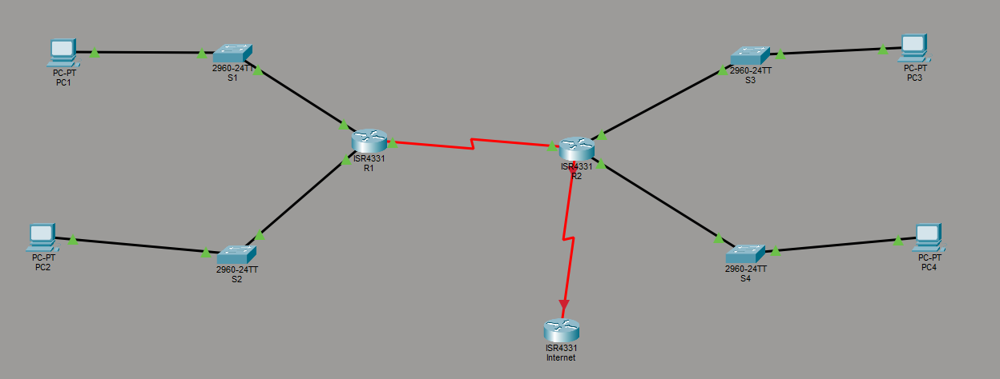 PC-PT
PC1
2960-24TT
S1
2960-24TT
S3
PC-PT
PC3
ISR4331
R1
ISR4331
R2
PC-PT
PC2
2960-24TT
S2
2960-24TT
S4
PC-PT
PC4
ISR4331
Internet